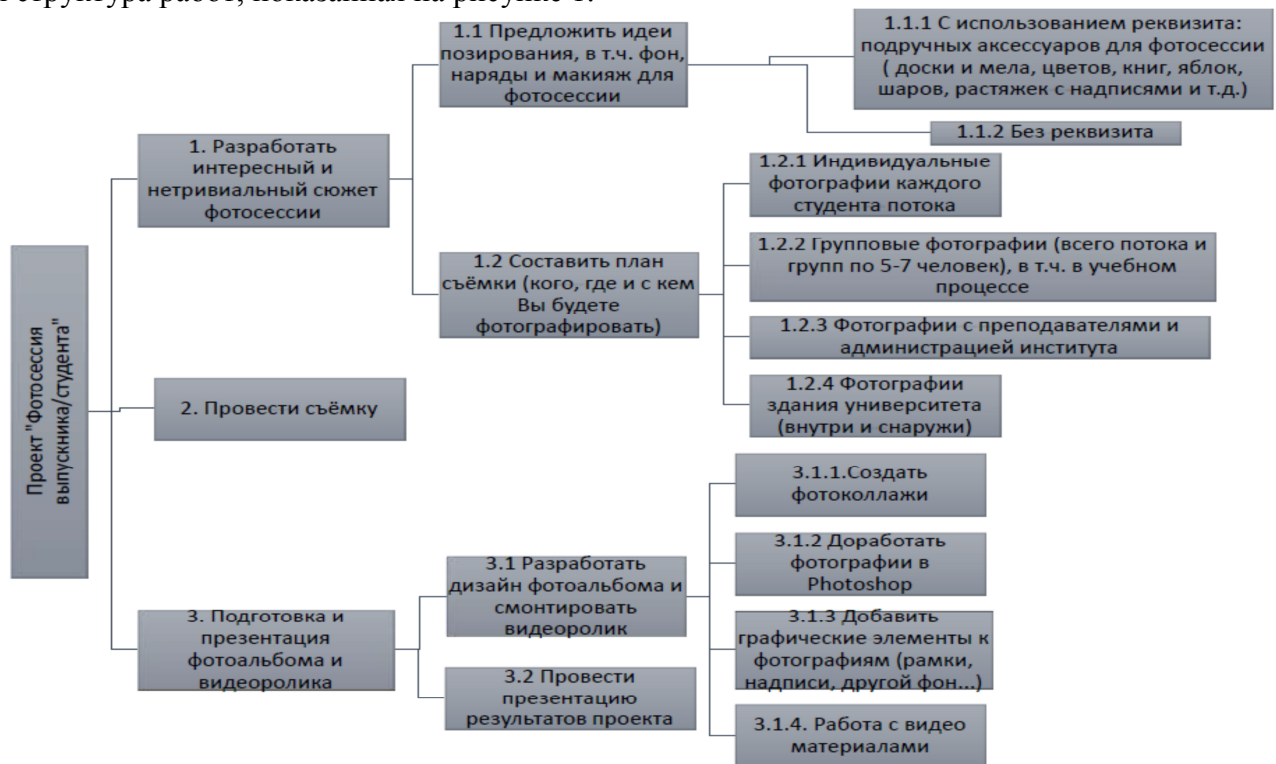 структура работ, показанная на рисунке 1.
Проект "Фотосессия
выпускника/студента"
1. Разработать
интересный и
нетривиальный сюжет
фотосессии
1.1 Предложить идеи
позирования, в т.ч. фон,
наряды и макияж для
фотосессии
1.1.1 С использованием реквизита:
подручных аксессуаров для фотосессии
( доски и мела, цветов, книг, яблок,
шаров, растяжек с надписями и т.д.)
1.1.2 Без реквизита
1.2 Составить план
съёмки (кого, где и с кем
Вы будете
фотографировать)
1.2.1 Индивидуальные
фотографии каждого
студента потока
1.2.2 Групповые фотографии (всего потока и
групп по 5-7 человек), в т.ч. в учебном
процессе
1.2.3 Фотографии с преподавателями и
администрацией института
1.2.4 Фотографии
здания университета
(внутри и снаружи)
2. Провести съёмку
3. Подготовка и
презентация
фотоальбома и
видеоролика
3.1 Разработать
дизайн фотоальбома и
смонтировать
видеоролик
3.1.1.Создать
фотоколлажи
3.1.2 Доработать
фотографии в
Photoshop
3.1.3 Добавить
графические элементы к
фотографиям (рамки,
надписи, другой фон...)
3.1.4. Работа с видео
материалами
3.2 Провести
презентацию
результатов проекта